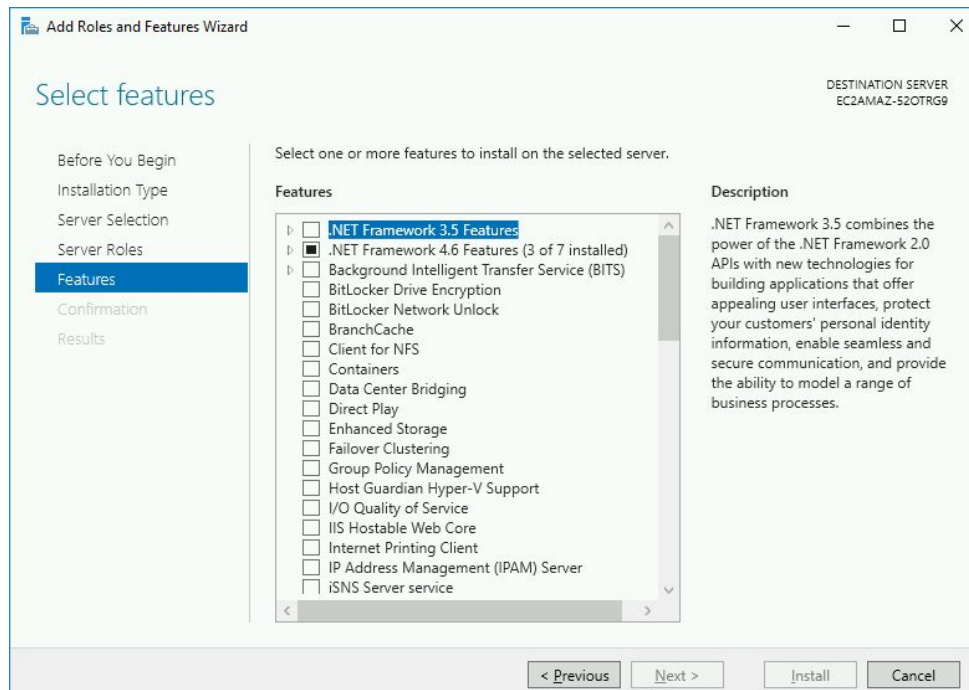 Add Roles and Features Wizard
Select features
DESTINATION SERVER
EC2AMAZ-52OTRG9
Before You Begin
Installation Type
Server Selection
Server Roles
Features
Confirmation
Results
Select one or more features to install on the selected server.
Features
.NET Framework 3.5 Features
.NET Framework 4.6 Features (3 of 7 installed)
Background Intelligent Transfer Service (BITS)
BitLocker Drive Encryption
BitLocker Network Unlock
BranchCache
Client for NFS
Containers
Data Center Bridging
Direct Play
Enhanced Storage
Failover Clustering
Group Policy Management
Host Guardian Hyper-V Support
I/O Quality of Service
IIS Hostable Web Core
Internet Printing Client
IP Address Management (IPAM) Server
iSNS Server service
Description
.NET Framework 3.5 combines the
power of the .NET Framework 2.0
APIs with new technologies for
building applications that offer
appealing user interfaces, protect
your customers' personal identity
information, enable seamless and
secure communication, and provide
the ability to model a range of
business processes.
< Previous
Next >
Install
Cancel